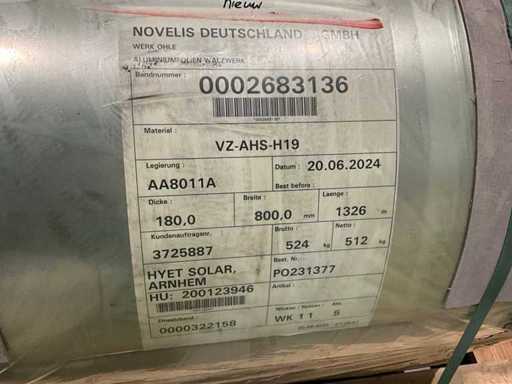 nieuw
NOVELIS DEUTSCHLAND GMBH
WERK OHLE
ALUMINIUMFOLIEN-WALZWERK
Bandnummer :
0002683136
Material :
VZ-AHS-H19
Legierung : Datum : 20.06.2024
AA8011A Best before :
Dicke : Breite : Laenge :
180,0 800,0 mm 1326 m
Kundenauftragsnr. Brutto : Netto :
3725887 524 kg 512 kg
HYET SOLAR, Best. Nr.
ARNHEM PO231377
HU: 200123946 Artikel :
Einsatzband :
0000322158 WK 11 S